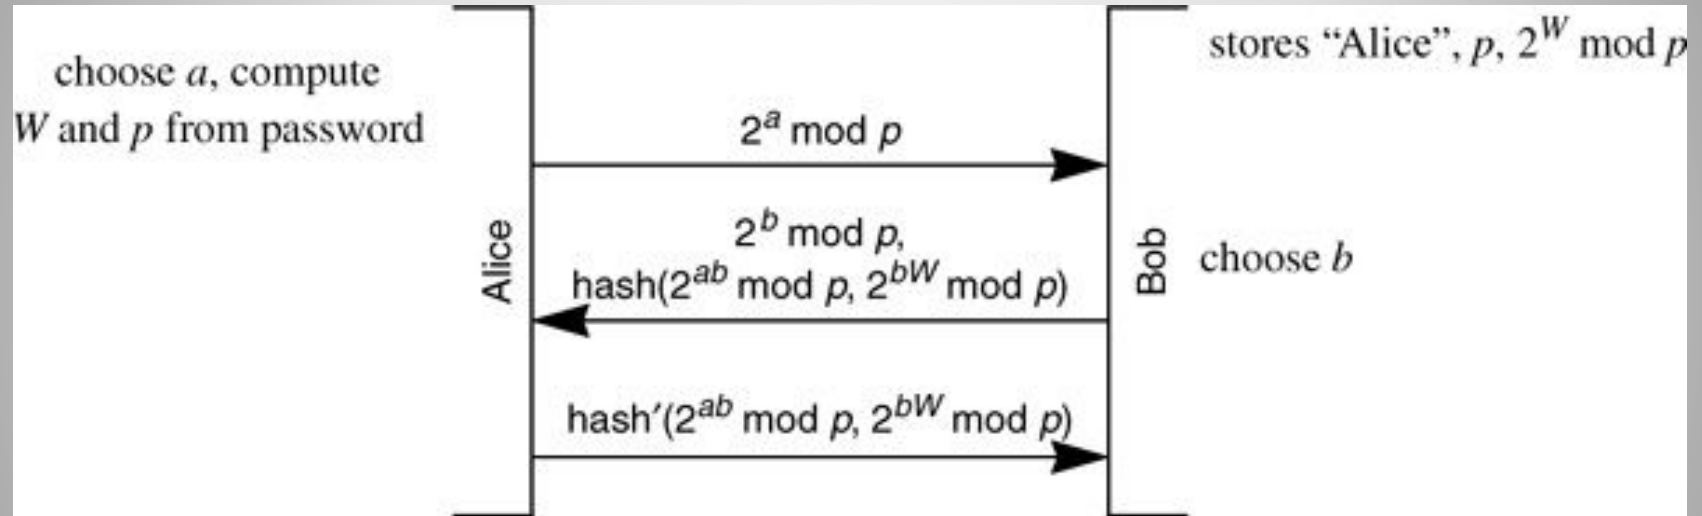 choose a, compute
W and p from password
Alice
2^a mod p
2^b mod p,
hash(2^ab mod p, 2^bW mod p)
hash′(2^ab mod p, 2^bW mod p)
Bob
stores “Alice”, p, 2^W mod p
choose b